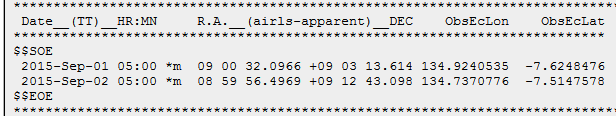 *******************************************************************************
Date__(TT)__HR:MN     R.A.__(airls-apparent)__DEC    ObsEcLon    ObsEcLat
*******************************************************************************
$$SOE
2015-Sep-01 05:00 *m  09 00 32.0966 +09 03 13.614 134.9240535  -7.6248476
2015-Sep-02 05:00 *m  08 59 56.4969 +09 12 43.098 134.7370776  -7.5147578
$$EOE
*******************************************************************************